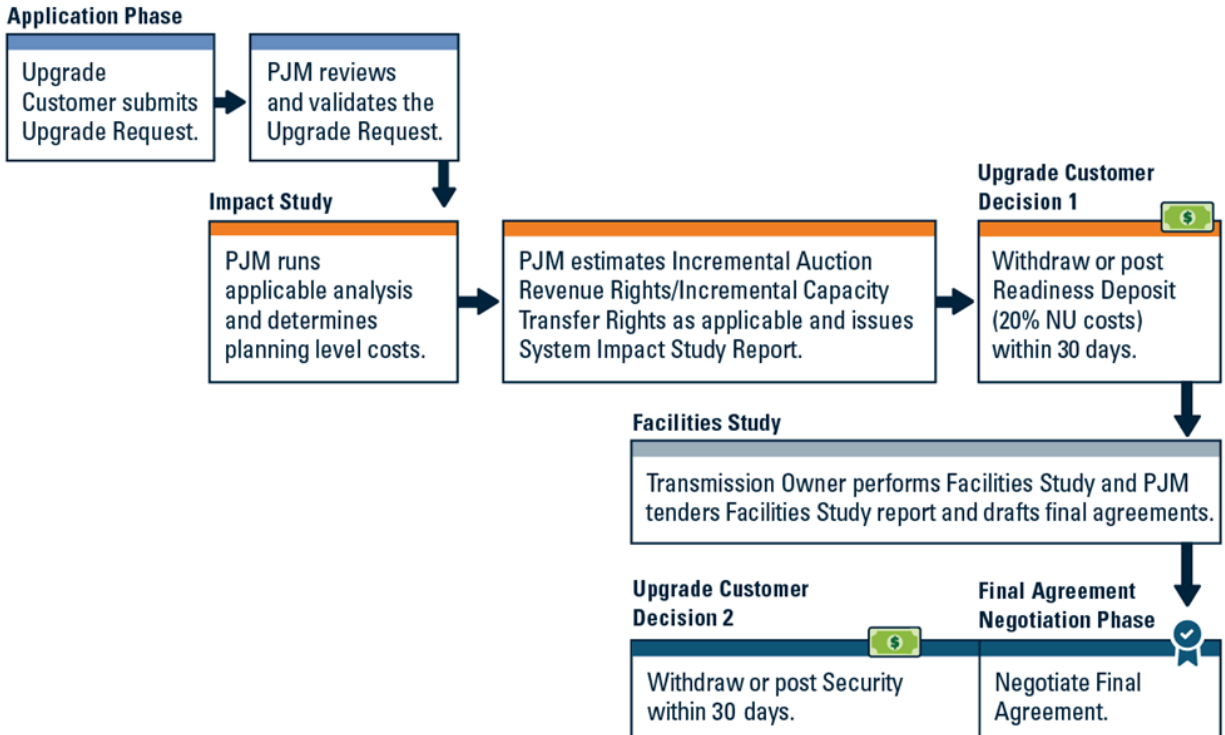 Application Phase
Upgrade
Customer submits
Upgrade Request.
PJM reviews
and validates the
Upgrade Request.
Impact Study
PJM runs
applicable analysis
and determines
planning level costs.
PJM estimates Incremental Auction
Revenue Rights/Incremental Capacity
Transfer Rights as applicable and issues
System Impact Study Report.
Upgrade Customer
Decision 1
$
Withdraw or post
Readiness Deposit
(20% NU costs)
within 30 days.
Facilities Study
Transmission Owner performs Facilities Study and PJM
tenders Facilities Study report and drafts final agreements.
Upgrade Customer
Decision 2
$
Withdraw or post Security
within 30 days.
Final Agreement
Negotiation Phase
Negotiate Final
Agreement.